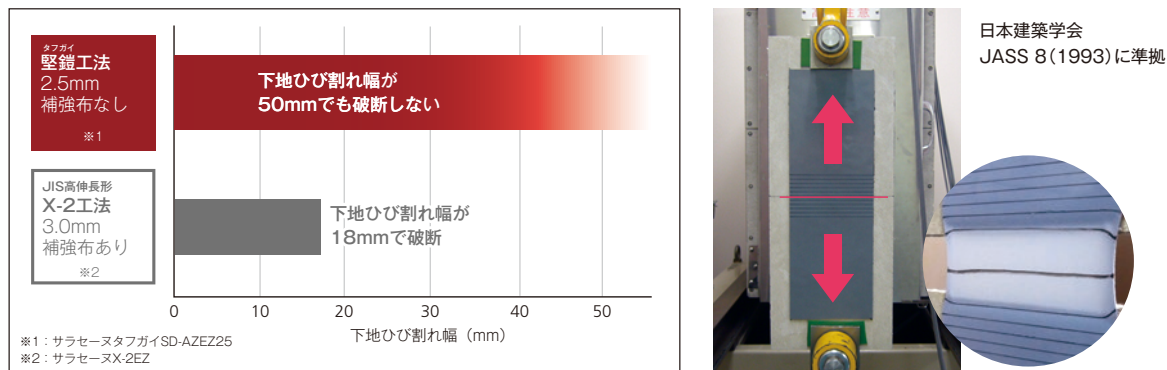 タフガイ
堅鎧工法
2.5mm
補強布なし
※1
下地ひび割れ幅が
50mmでも破断しない
JIS高伸長形
X-2工法
3.0mm
補強布あり
※2
下地ひび割れ幅が
18mmで破断
0 10 20 30 40 50
下地ひび割れ幅（mm）
※1：サラセーヌタフガイSD-AZEZ25
※2：サラセーヌX-2EZ
日本建築学会
JASS 8（1993）に準拠